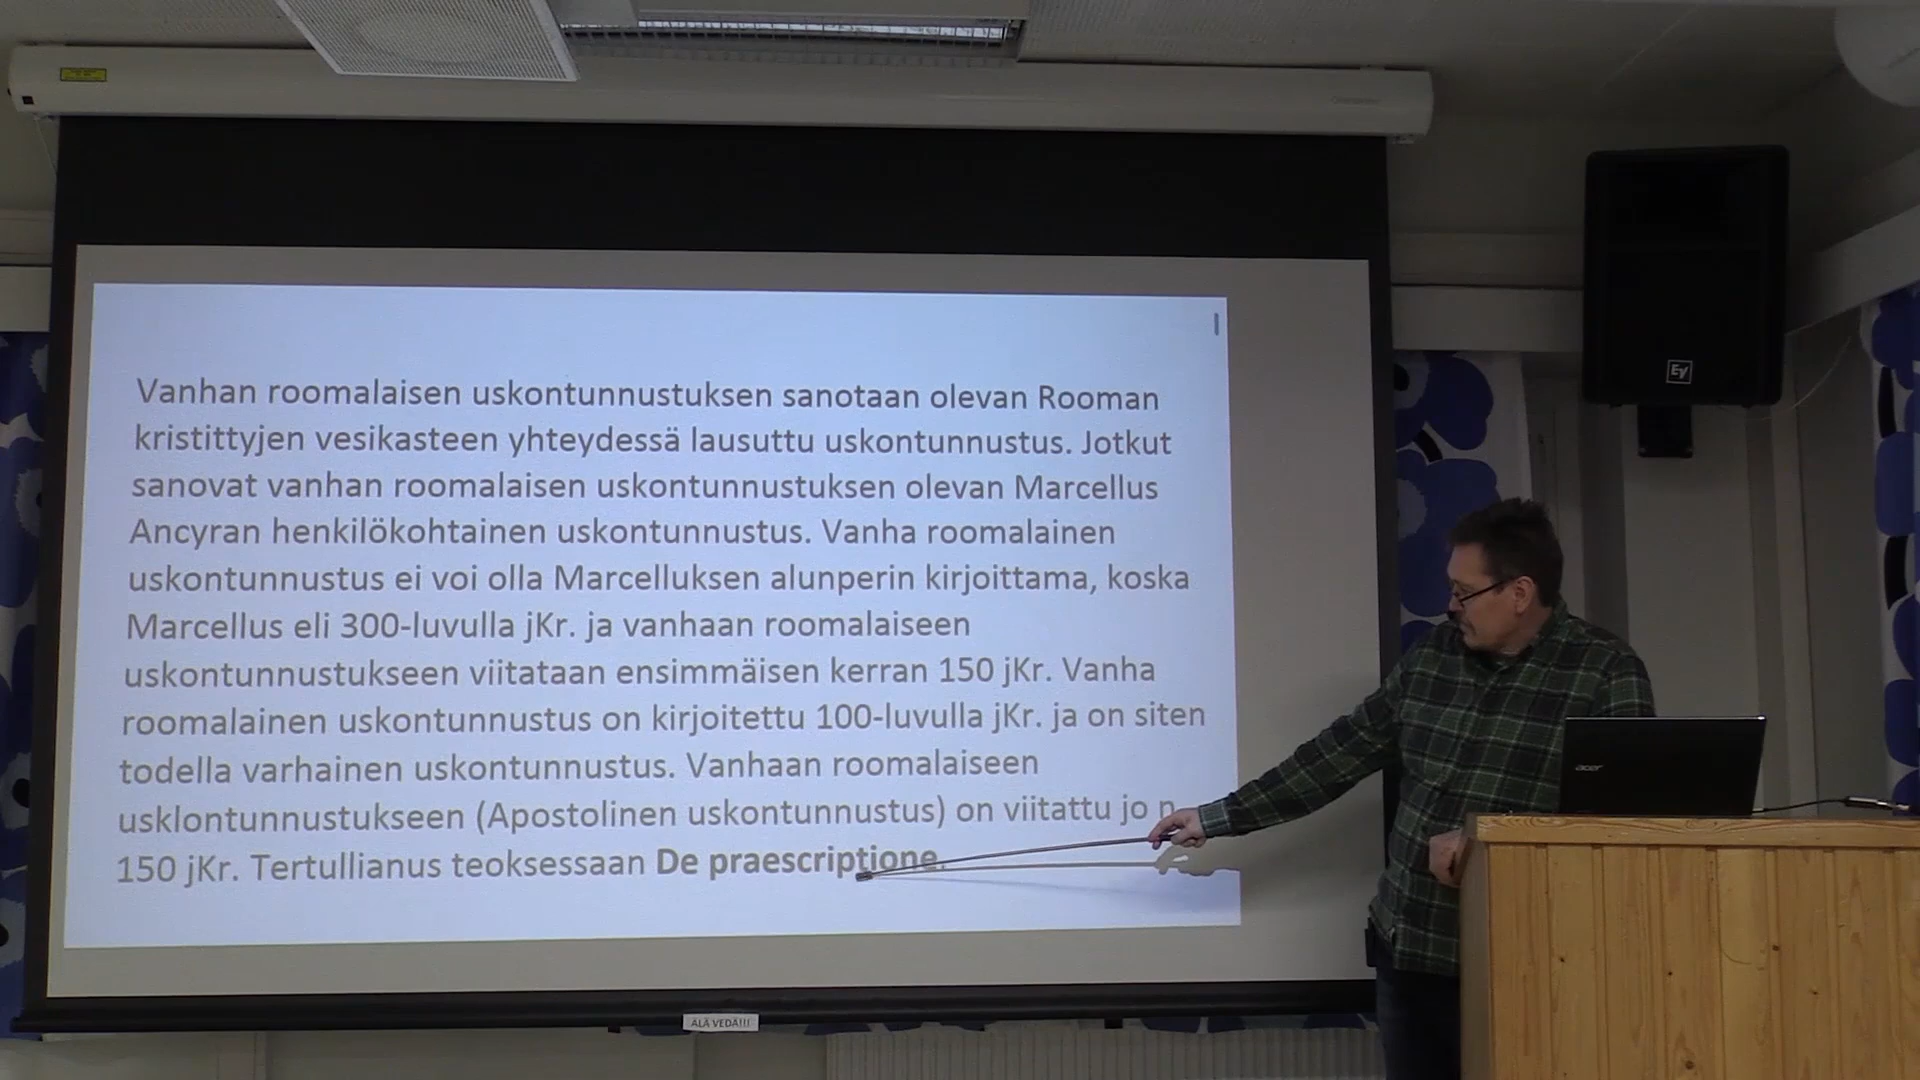 Vanhan roomalaisen uskontunnustuksen sanotaan olevan Rooman
kristittyjen vesikasteen yhteydessä lausuttu uskontunnustus. Jotkut
sanovat vanhan roomalaisen uskontunnustuksen olevan Marcellus
Ancyran henkilökohtainen uskontunnustus. Vanha roomalainen
uskontunnustus ei voi olla Marcelluksen alunperin kirjoittama, koska
Marcellus eli 300-luvulla jKr. ja vanhaan roomalaiseen
uskontunnustukseen viitataan ensimmäisen kerran 150 jKr. Vanha
roomalainen uskontunnustus on kirjoitettu 100-luvulla jKr. ja on siten
todella varhainen uskontunnustus. Vanhaan roomalaiseen
usklontunnustukseen (Apostolinen uskontunnustus) on viitattu jo n
150 jKr. Tertullianus teoksessaan De praescriptione.
EV
acer
ÄLÄ VEDÄ!!!